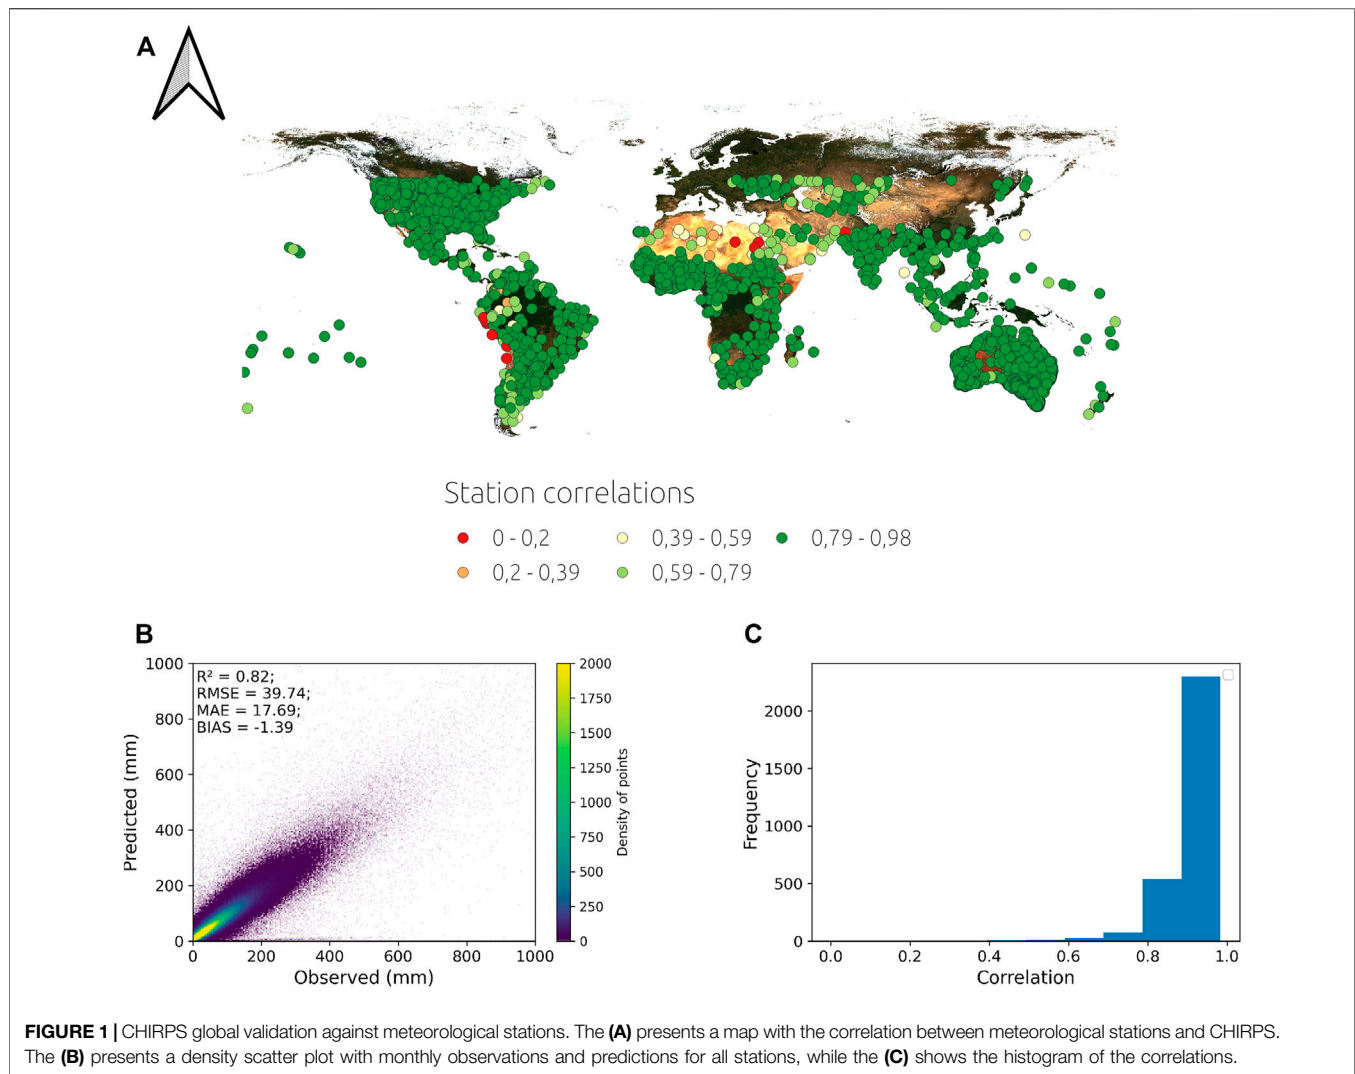 A
Station correlations
0 - 0,2
0,39 - 0,59
0,79 - 0,98
0,2 - 0,39
0,59 - 0,79
B
C
R² = 0.82;
RMSE = 39.74;
MAE = 17.69;
BIAS = -1.39
1000
800
600
400
200
0
Predicted (mm)
0 200 400 600 800 1000
Observed (mm)
2000
1750
1500
1250
1000
750
500
250
0
Density of points
2000
1500
1000
500
0
Frequency
0.0 0.2 0.4 0.6 0.8 1.0
Correlation
FIGURE 1 | CHIRPS global validation against meteorological stations. The (A) presents a map with the correlation between meteorological stations and CHIRPS.
The (B) presents a density scatter plot with monthly observations and predictions for all stations, while the (C) shows the histogram of the correlations.